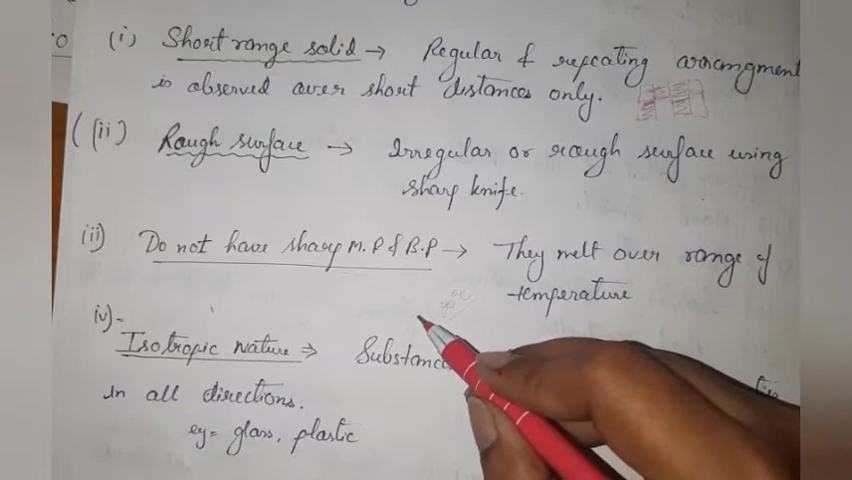 (i) Short range solid → Regular & repeating arrangment
is observed over short distances only.
(ii) Rough surface → Irregular or rough surface using
sharp knife.
iii) Do not have sharp M.P & B.P → They melt over range of
temperature
iv)-
Isotropic nature ⇒ Substanc
In all directions.
eg= glass, plastic